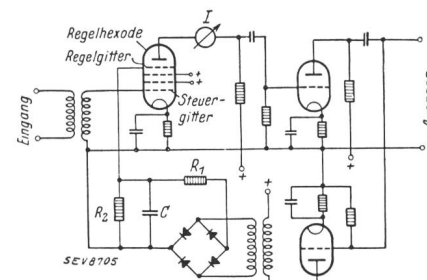 Regelhexode
Regelgitter
I
+
+
Steuer-
gitter
Eingang
+
+
R1
R2
C
+
SEV8705